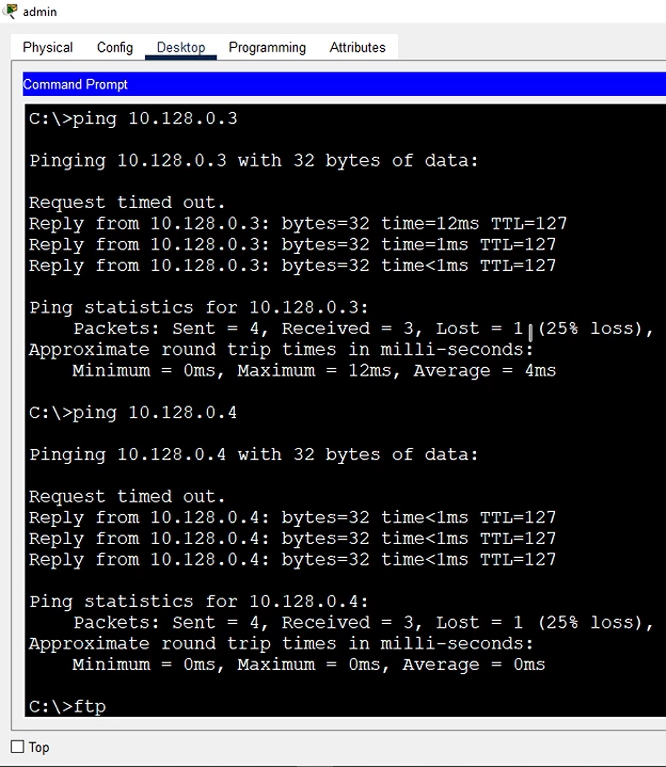 admin
Physical Config Desktop Programming Attributes
Command Prompt
C:\>ping 10.128.0.3
Pinging 10.128.0.3 with 32 bytes of data:
Request timed out.
Reply from 10.128.0.3: bytes=32 time=12ms TTL=127
Reply from 10.128.0.3: bytes=32 time=1ms TTL=127
Reply from 10.128.0.3: bytes=32 time<1ms TTL=127
Ping statistics for 10.128.0.3:
Packets: Sent = 4, Received = 3, Lost = 1 (25% loss),
Approximate round trip times in milli-seconds:
Minimum = 0ms, Maximum = 12ms, Average = 4ms
C:\>ping 10.128.0.4
Pinging 10.128.0.4 with 32 bytes of data:
Request timed out.
Reply from 10.128.0.4: bytes=32 time<1ms TTL=127
Reply from 10.128.0.4: bytes=32 time<1ms TTL=127
Reply from 10.128.0.4: bytes=32 time<1ms TTL=127
Ping statistics for 10.128.0.4:
Packets: Sent = 4, Received = 3, Lost = 1 (25% loss),
Approximate round trip times in milli-seconds:
Minimum = 0ms, Maximum = 0ms, Average = 0ms
C:\>ftp
Top